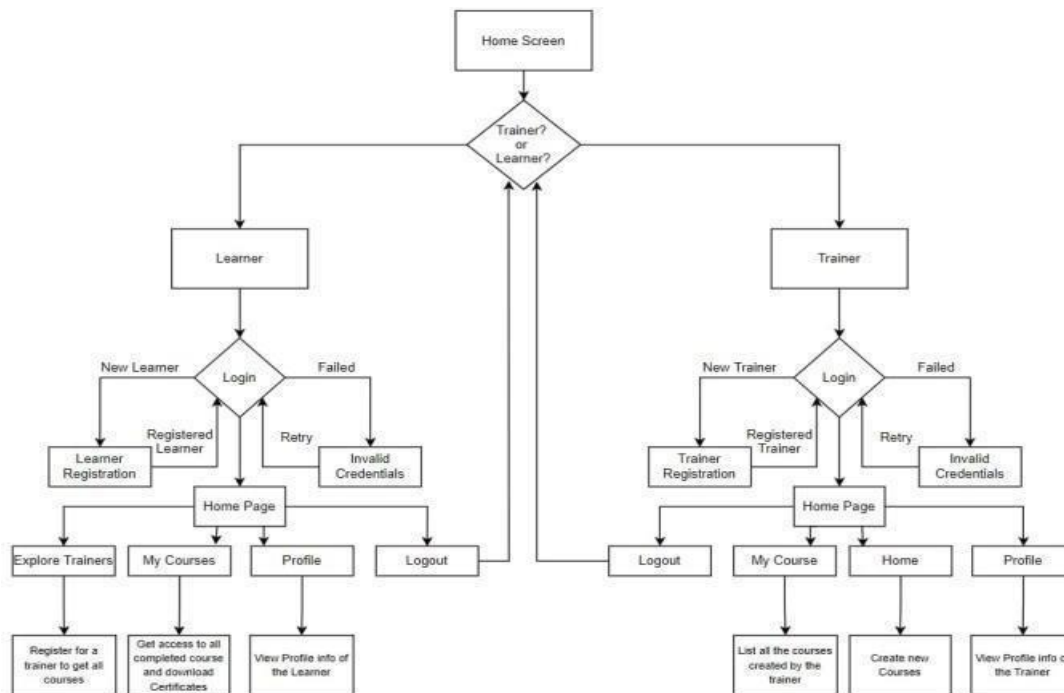 Home Screen
Trainer?
or
Learner?
Learner
Trainer
New Learner
Login
Failed
Registered
Learner
Retry
Learner
Registration
Invalid
Credentials
New Trainer
Login
Failed
Registered
Trainer
Retry
Trainer
Registration
Invalid
Credentials
Home Page
Home Page
Explore Trainers
My Courses
Profile
Logout
Logout
My Course
Home
Profile
Register for a
trainer to get all
courses
Get access to all
completed course
and download
Certificates
View Profile info of
the Learner
List all the courses
created by the
trainer
Create new
Courses
View Profile info of
the Trainer